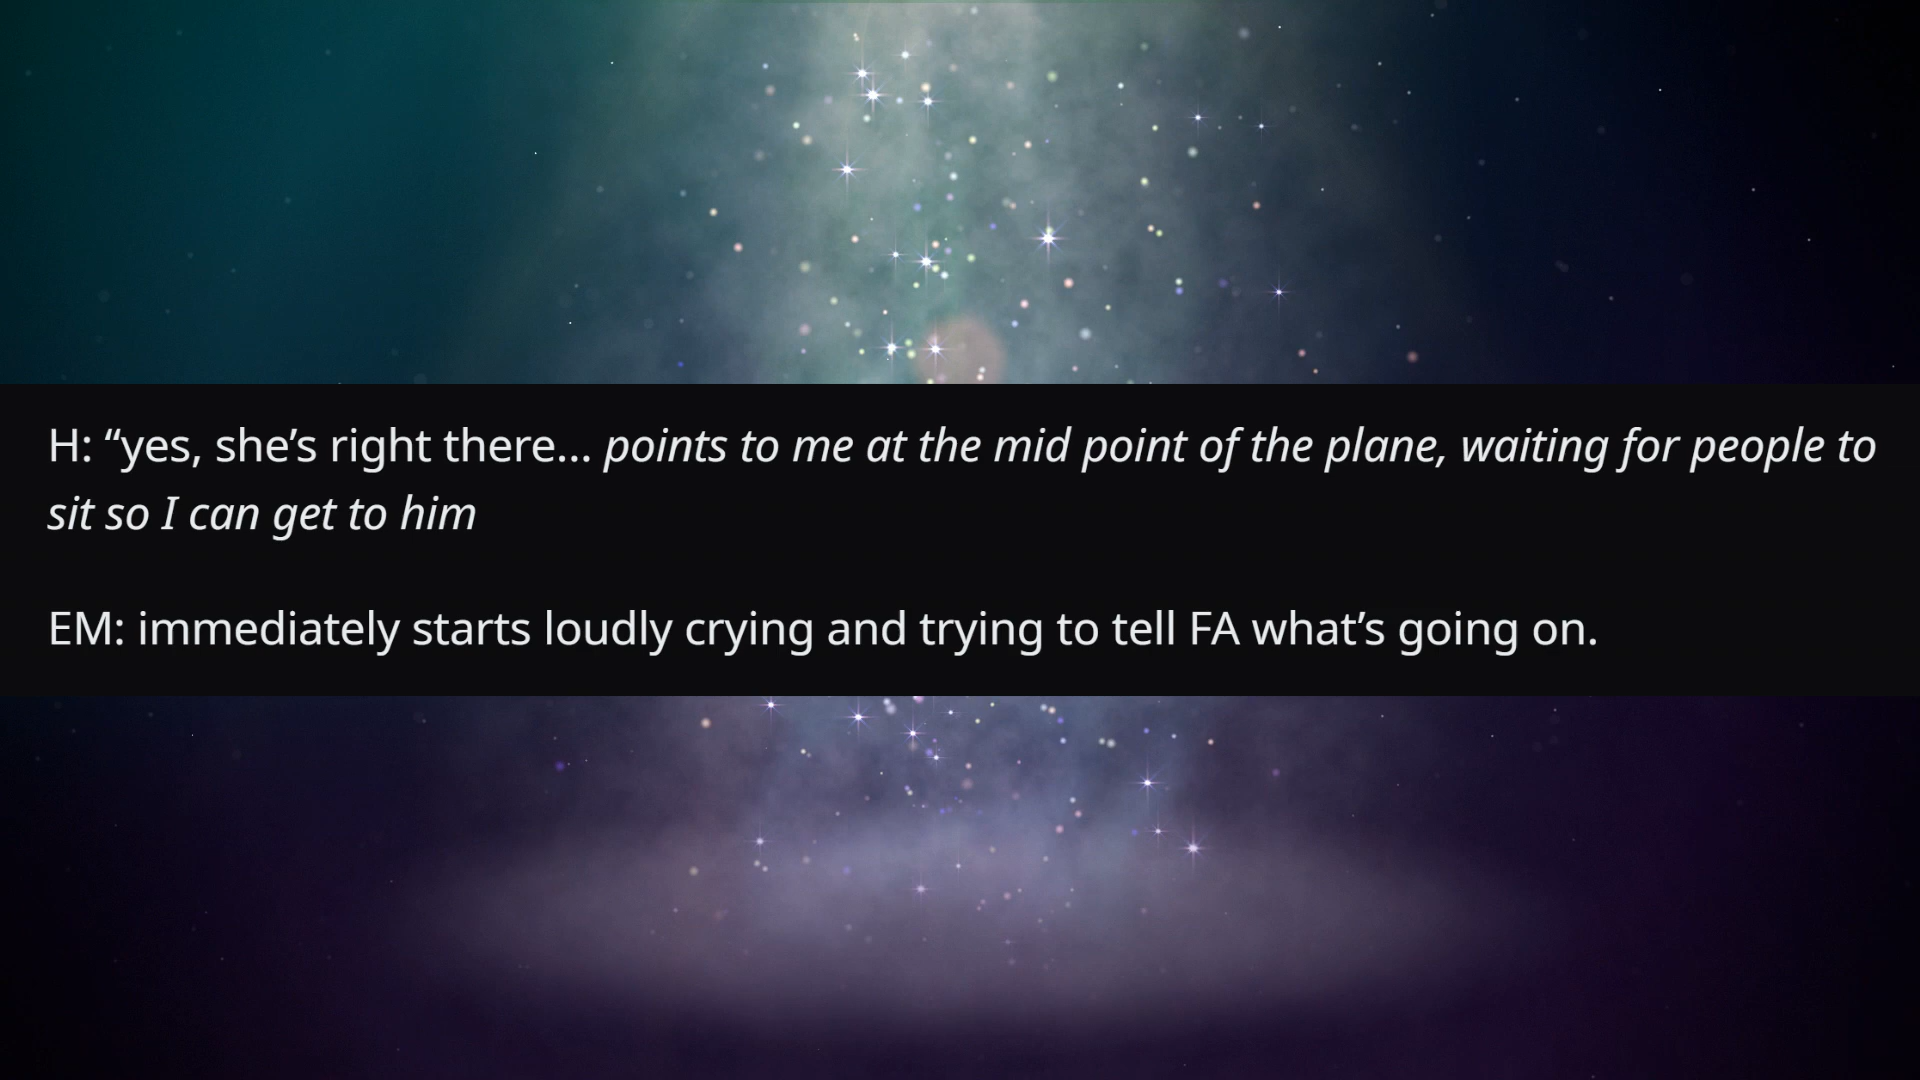 H: “yes, she’s right there... points to me at the mid point of the plane, waiting for people to
sit so I can get to him
EM: immediately starts loudly crying and trying to tell FA what’s going on.